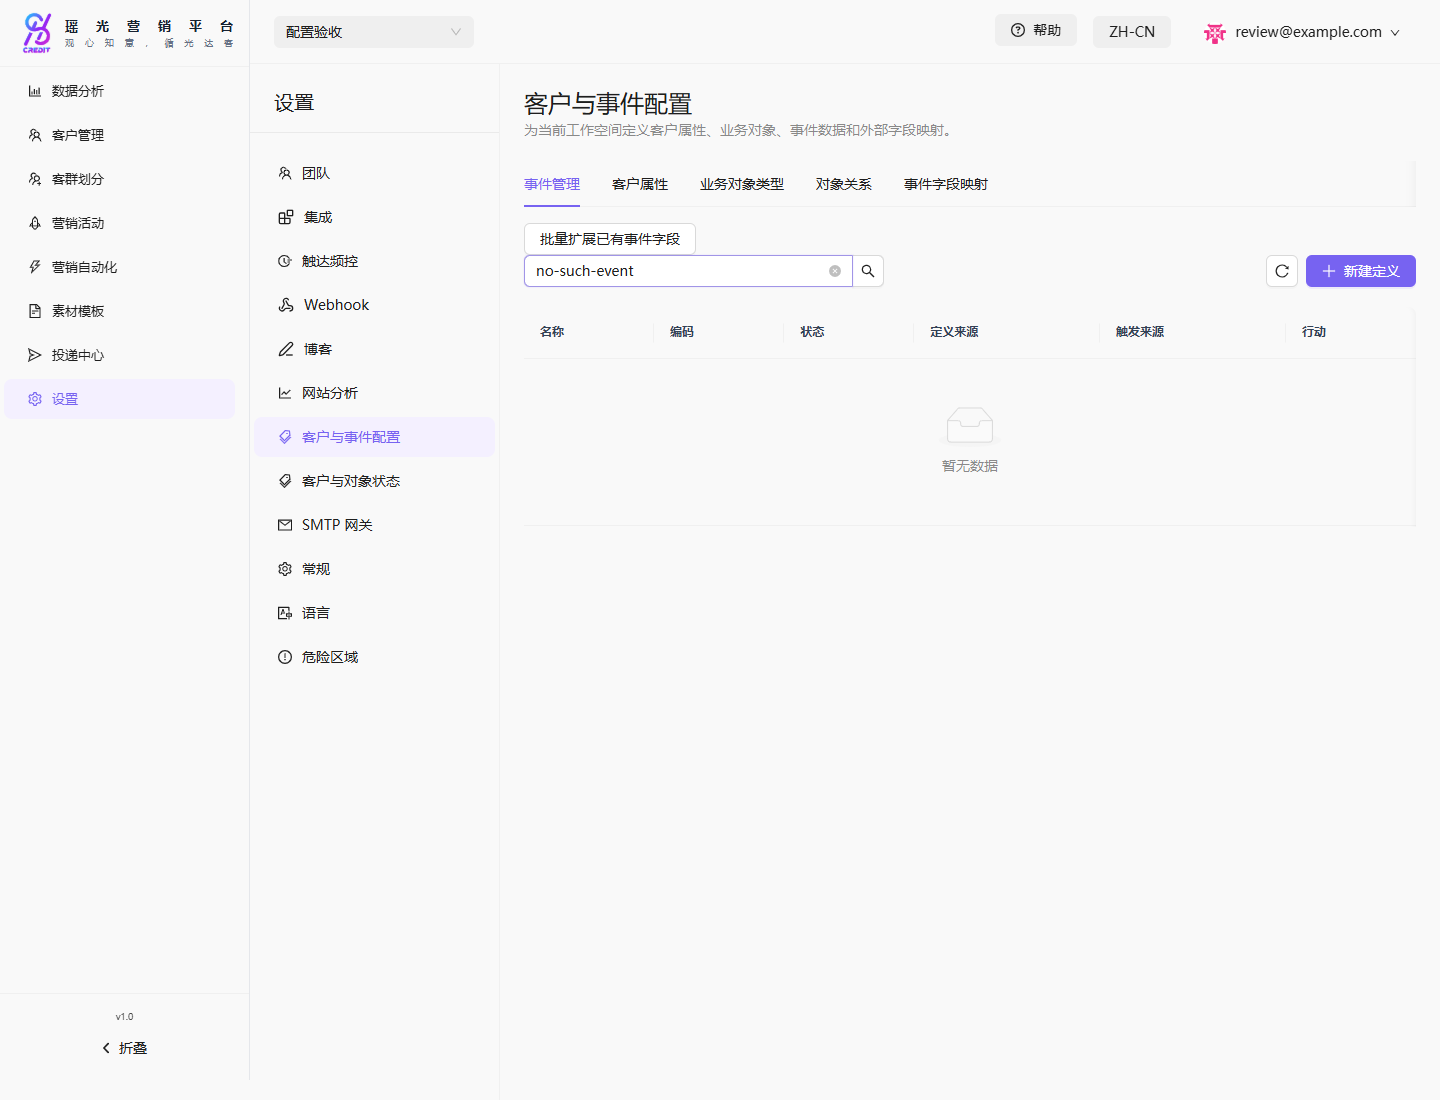 瑶光营销平台
观心知意，循光达客
CREDIT
配置验收
帮助
ZH-CN
review@example.com
数据分析
客户管理
客群划分
营销活动
营销自动化
素材模板
投递中心
设置
v1.0
折叠
设置
团队
集成
触达频控
Webhook
博客
网站分析
客户与事件配置
客户与对象状态
SMTP 网关
常规
语言
危险区域
客户与事件配置
为当前工作空间定义客户属性、业务对象、事件数据和外部字段映射。
事件管理 客户属性 业务对象类型 对象关系 事件字段映射
批量扩展已有事件字段
no-such-event
新建定义
名称 编码 状态 定义来源 触发来源 行动
暂无数据